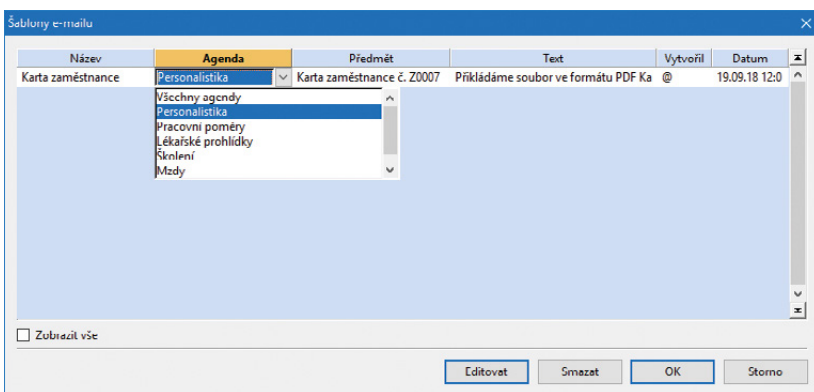 Šablony e-mailu
Název Agenda Předmět Text Vytvořil Datum
Karta zaměstnance Personalistika Karta zaměstnance č. Z0007 Přikládáme soubor ve formátu PDF Ka @ 19.09.18 12:0
Všechny agendy
Personalistika
Pracovní poměry
Lékařské prohlídky
Školení
Mzdy
Zobrazit vše
Editovat Smazat OK Storno